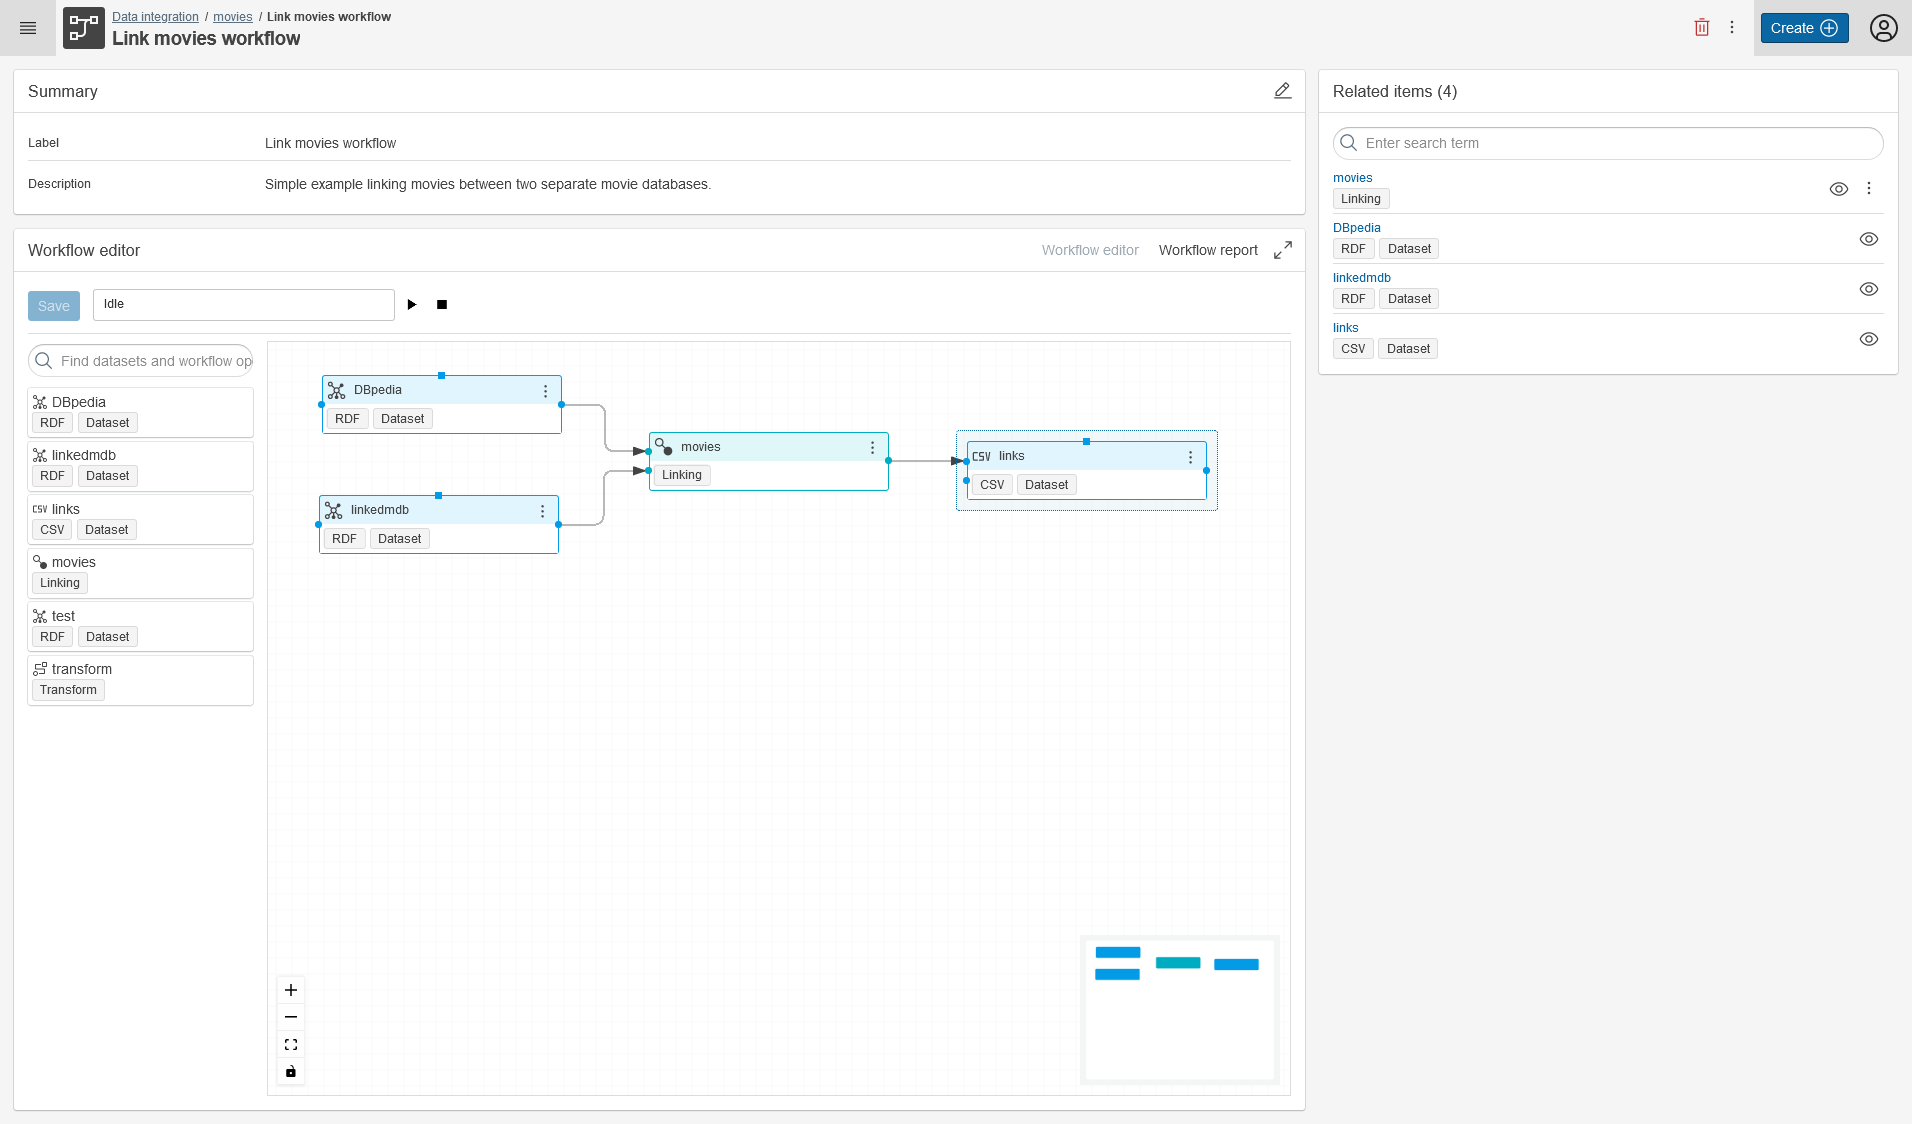 Data integration / movies / Link movies workflow
Link movies workflow
Create
Summary
Label
Link movies workflow
Description
Simple example linking movies between two separate movie databases.
Workflow editor
Workflow editor
Workflow report
Save
Idle
Find datasets and workflow op
DBpedia
RDF Dataset
linkedmdb
RDF Dataset
CSV links
CSV Dataset
movies
Linking
test
RDF Dataset
transform
Transform
DBpedia
RDF Dataset
linkedmdb
RDF Dataset
movies
Linking
CSV links
CSV Dataset
Related items (4)
Enter search term
movies
Linking
DBpedia
RDF Dataset
linkedmdb
RDF Dataset
links
CSV Dataset